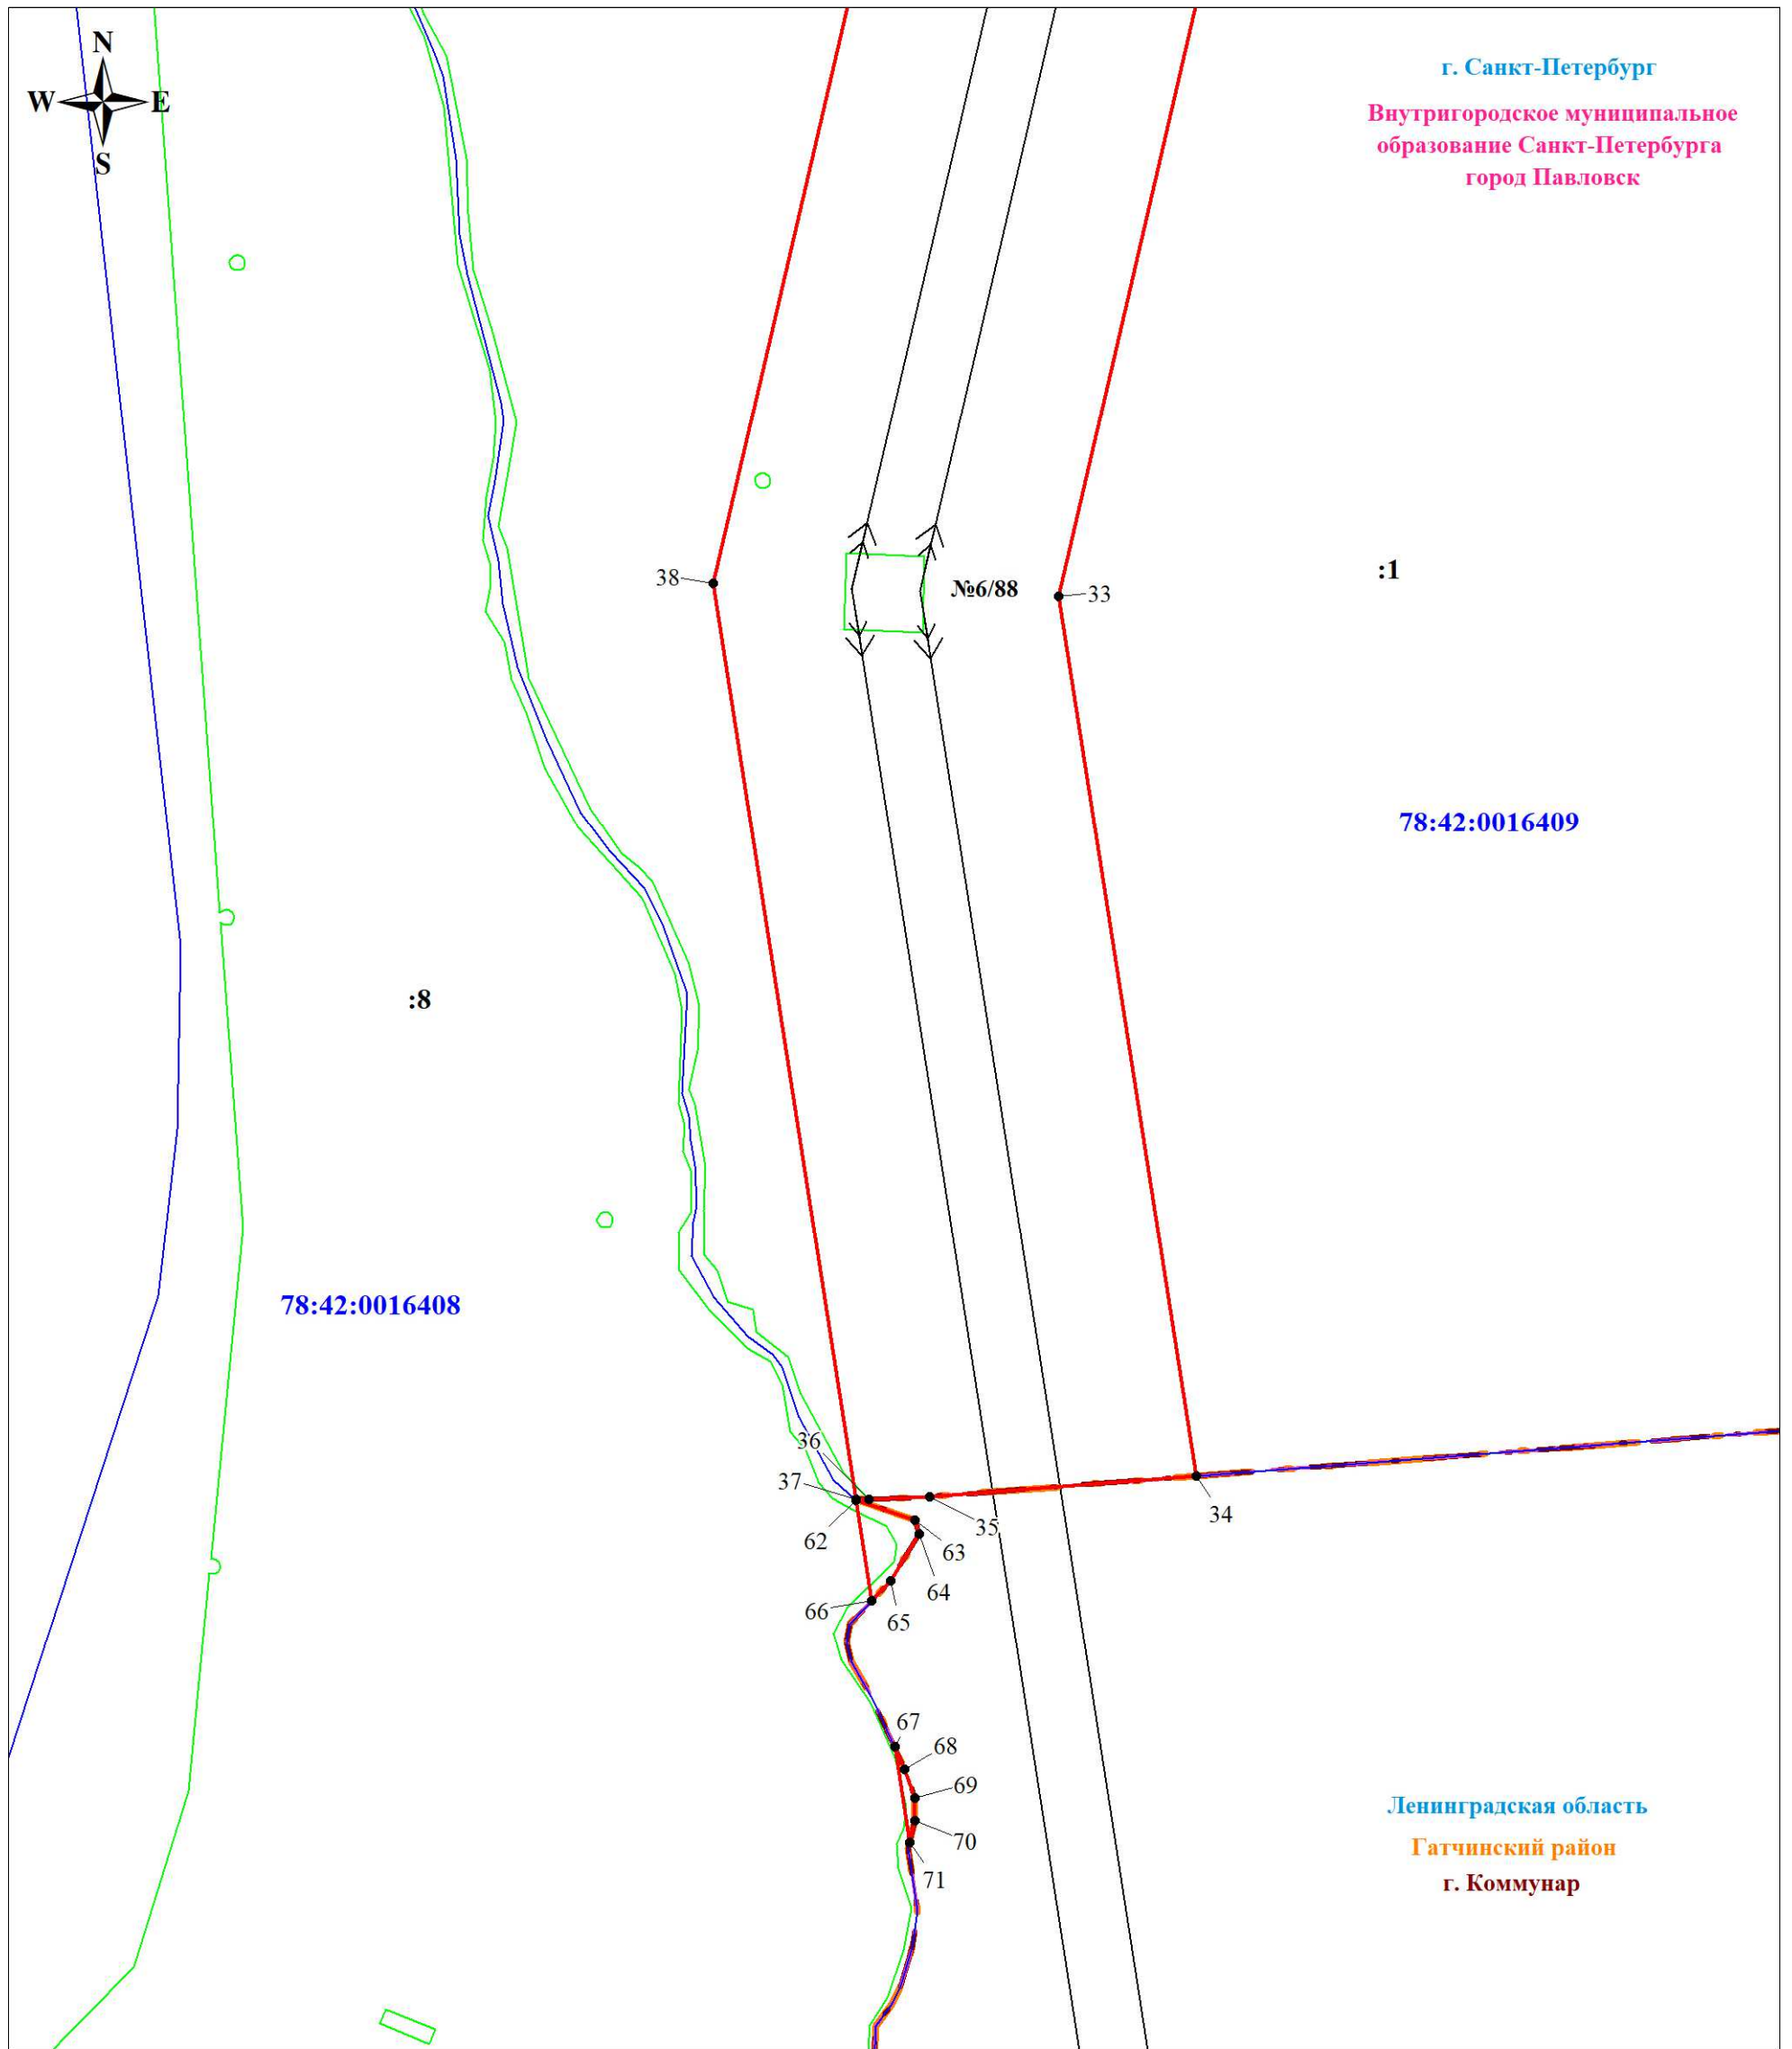 N
г. Санкт-Петербург
W E
Внутригородское муниципальное
образование Санкт-Петербурга
S
город Павловск
:1
38
№6/88
33
78:42:0016409
:8
78:42:0016408
36
37
34
35
62
63
64
66
65
67
68
69
Ленинградская область
70
Гатчинский район
71
г. Коммунар